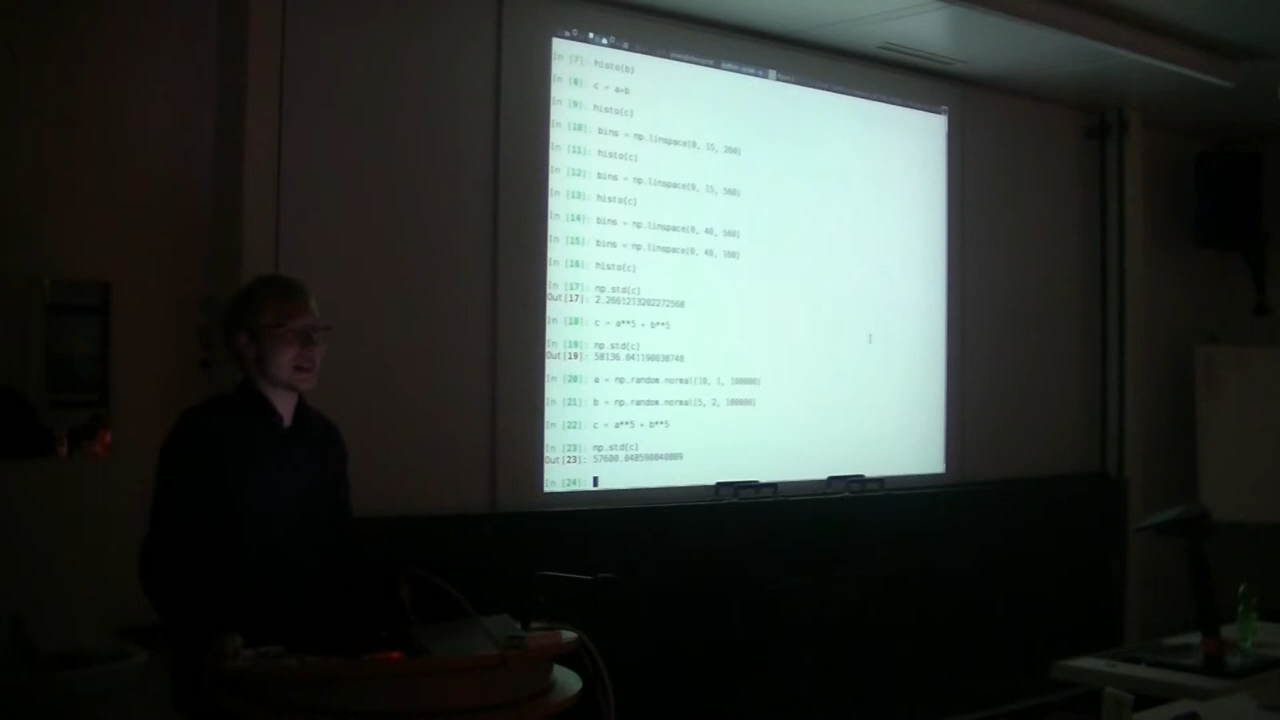 In [7]: histo(b)
In [8]: c = a+b
In [9]: histo(c)
In [10]: bins = np.linspace(0, 15, 200)
In [11]: histo(c)
In [12]: bins = np.linspace(0, 15, 500)
In [13]: histo(c)
In [14]: bins = np.linspace(0, 40, 500)
In [15]: bins = np.linspace(0, 40, 100)
In [16]: histo(c)
In [17]: np.std(c)
Out[17]:
In [18]: c = a**5 + b**5
In [19]: np.std(c)
Out[19]:
In [20]: a = np.random.normal(10, 1, 100000)
In [21]: b = np.random.normal(5, 2, 100000)
In [22]: c = a**5 + b**5
In [23]: np.std(c)
Out[23]:
In [24]: